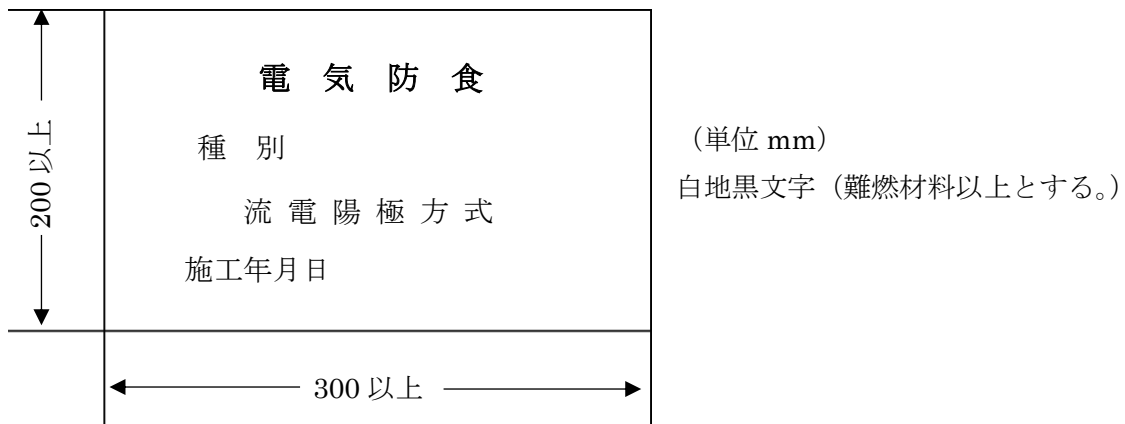 電 気 防 食
種 別
流 電 陽 極 方 式
施工年月日
200 以上
300 以上
（単位 mm）
白地黒文字（難燃材料以上とする。）